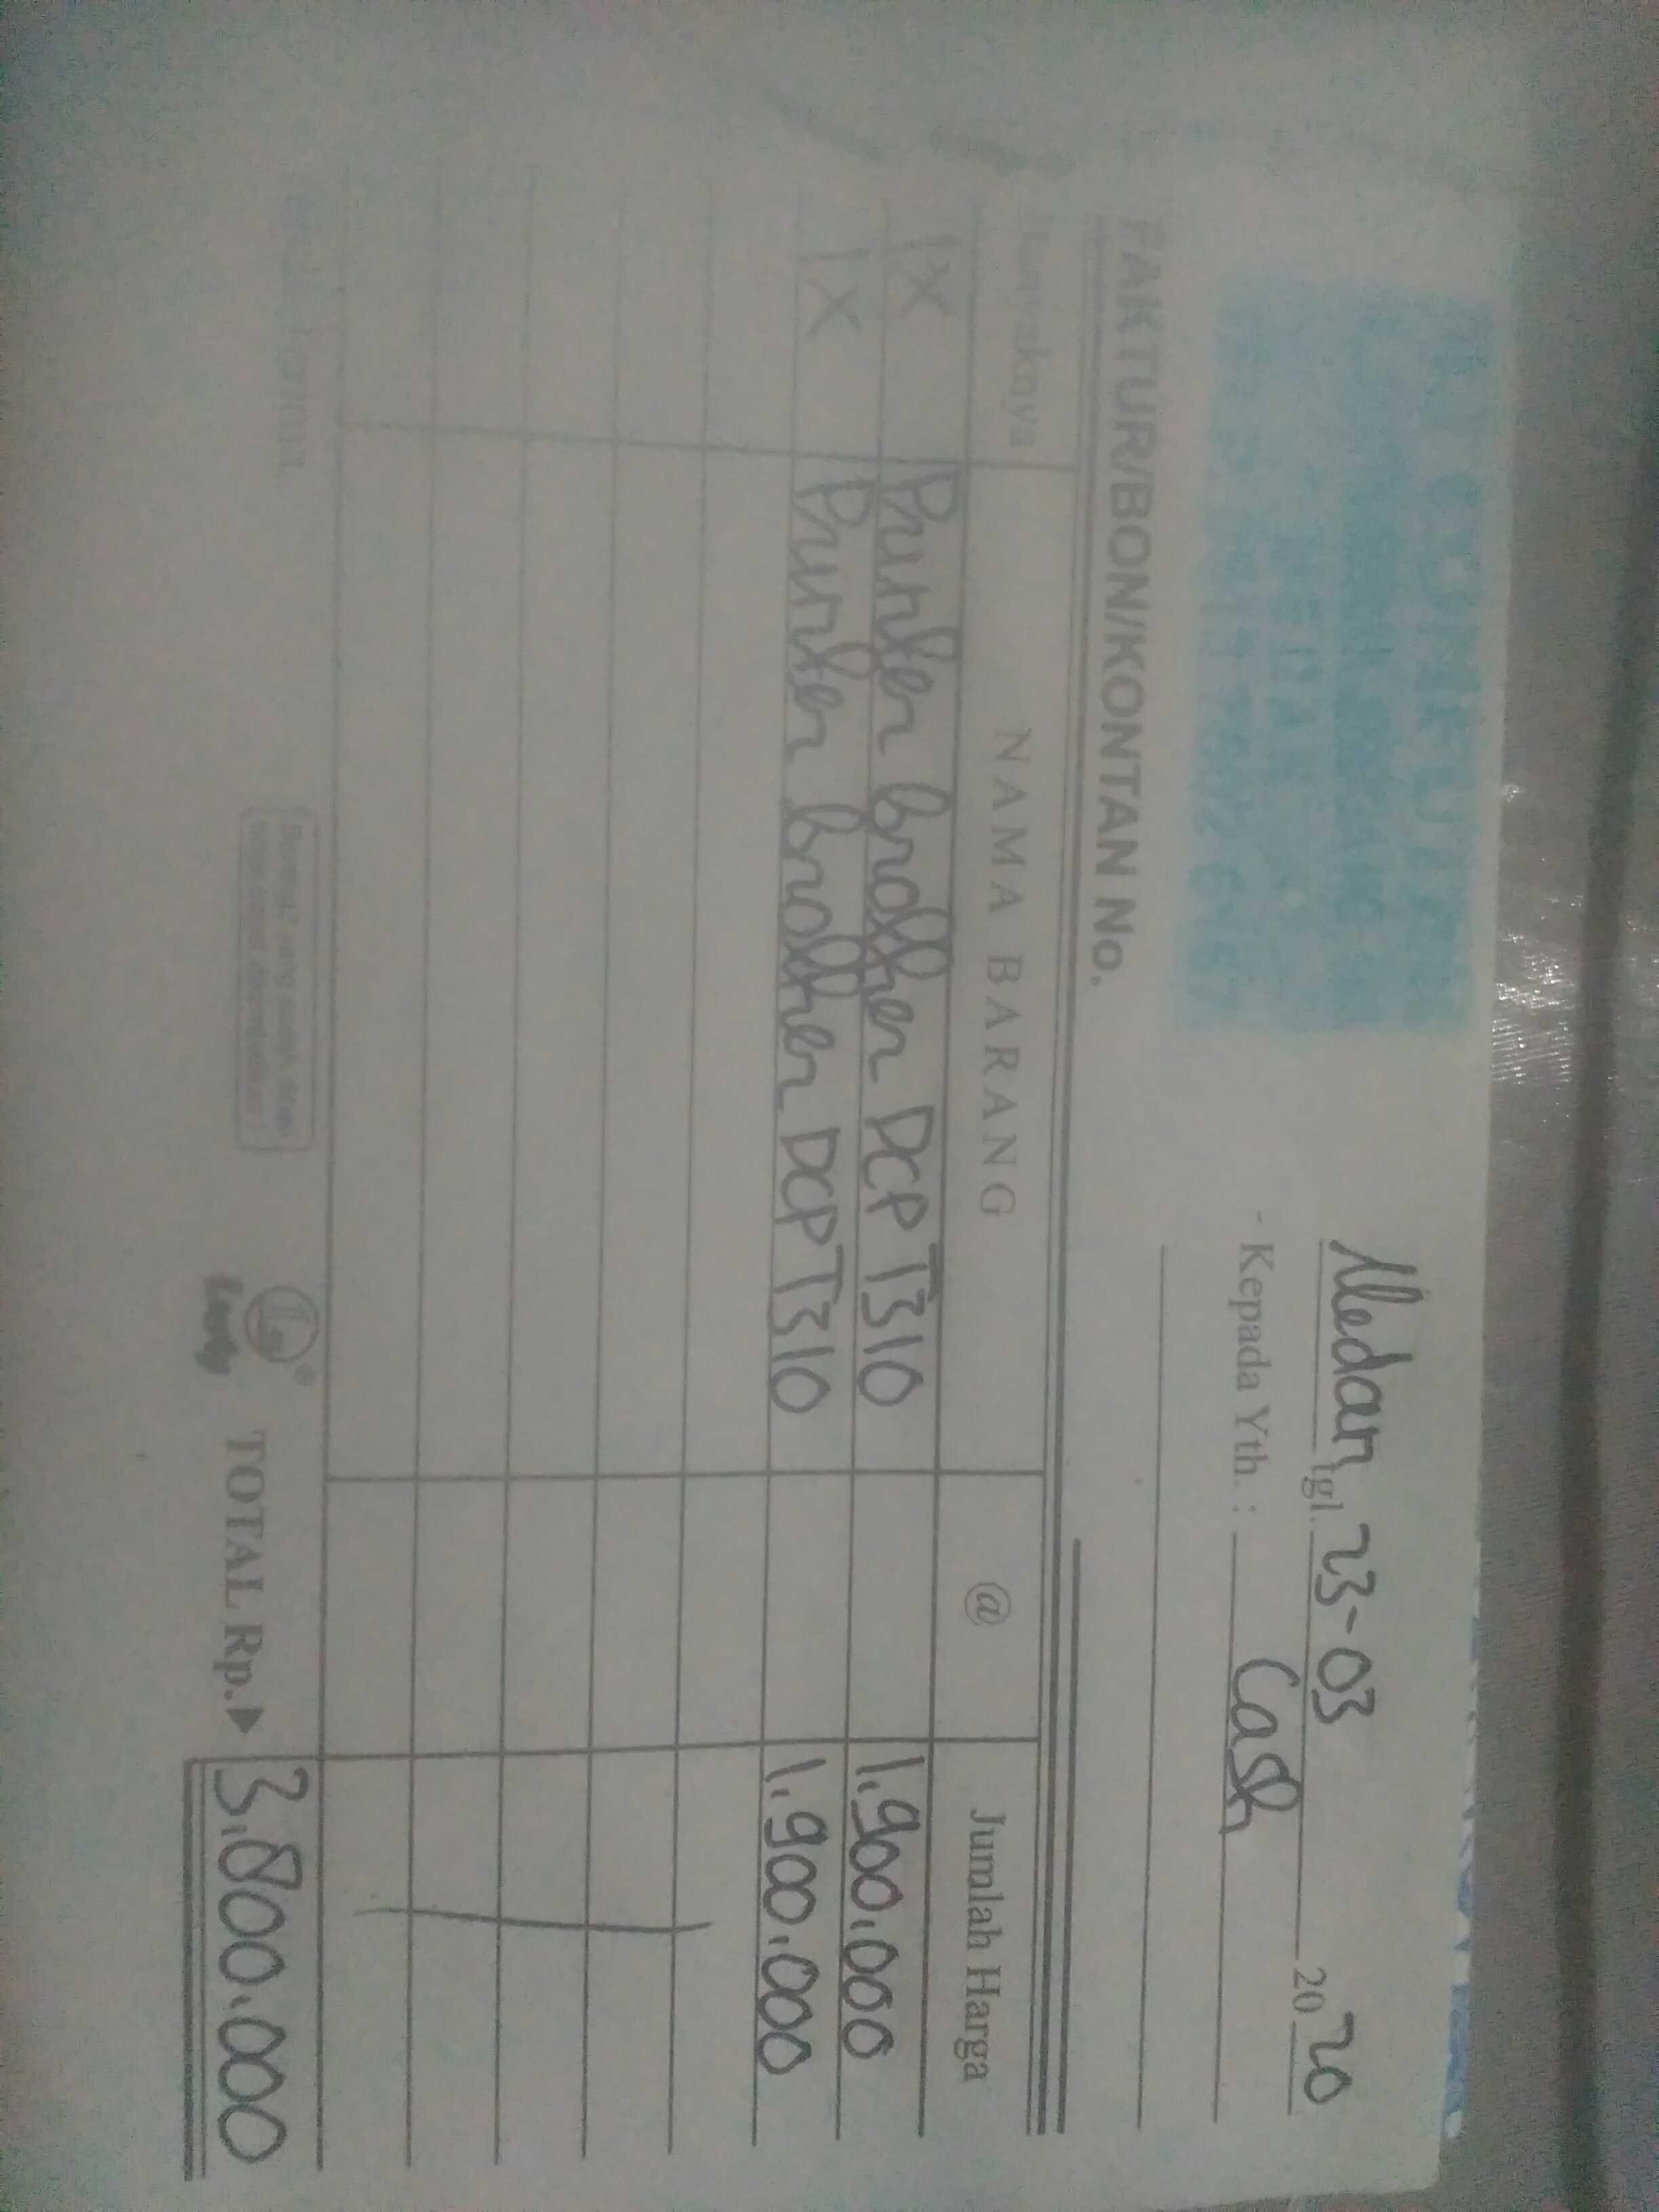 Medan tgl. 23-03 2020
- Kepada Yth. : Cash
FAKTUR/BON/KONTAN No.
Banyaknya NAMA BARANG @ Jumlah Harga
1x Printer brother DCP T310 1.900.000
1x Printer brother DCP T310 1.900.000
TOTAL Rp. 3.800.000